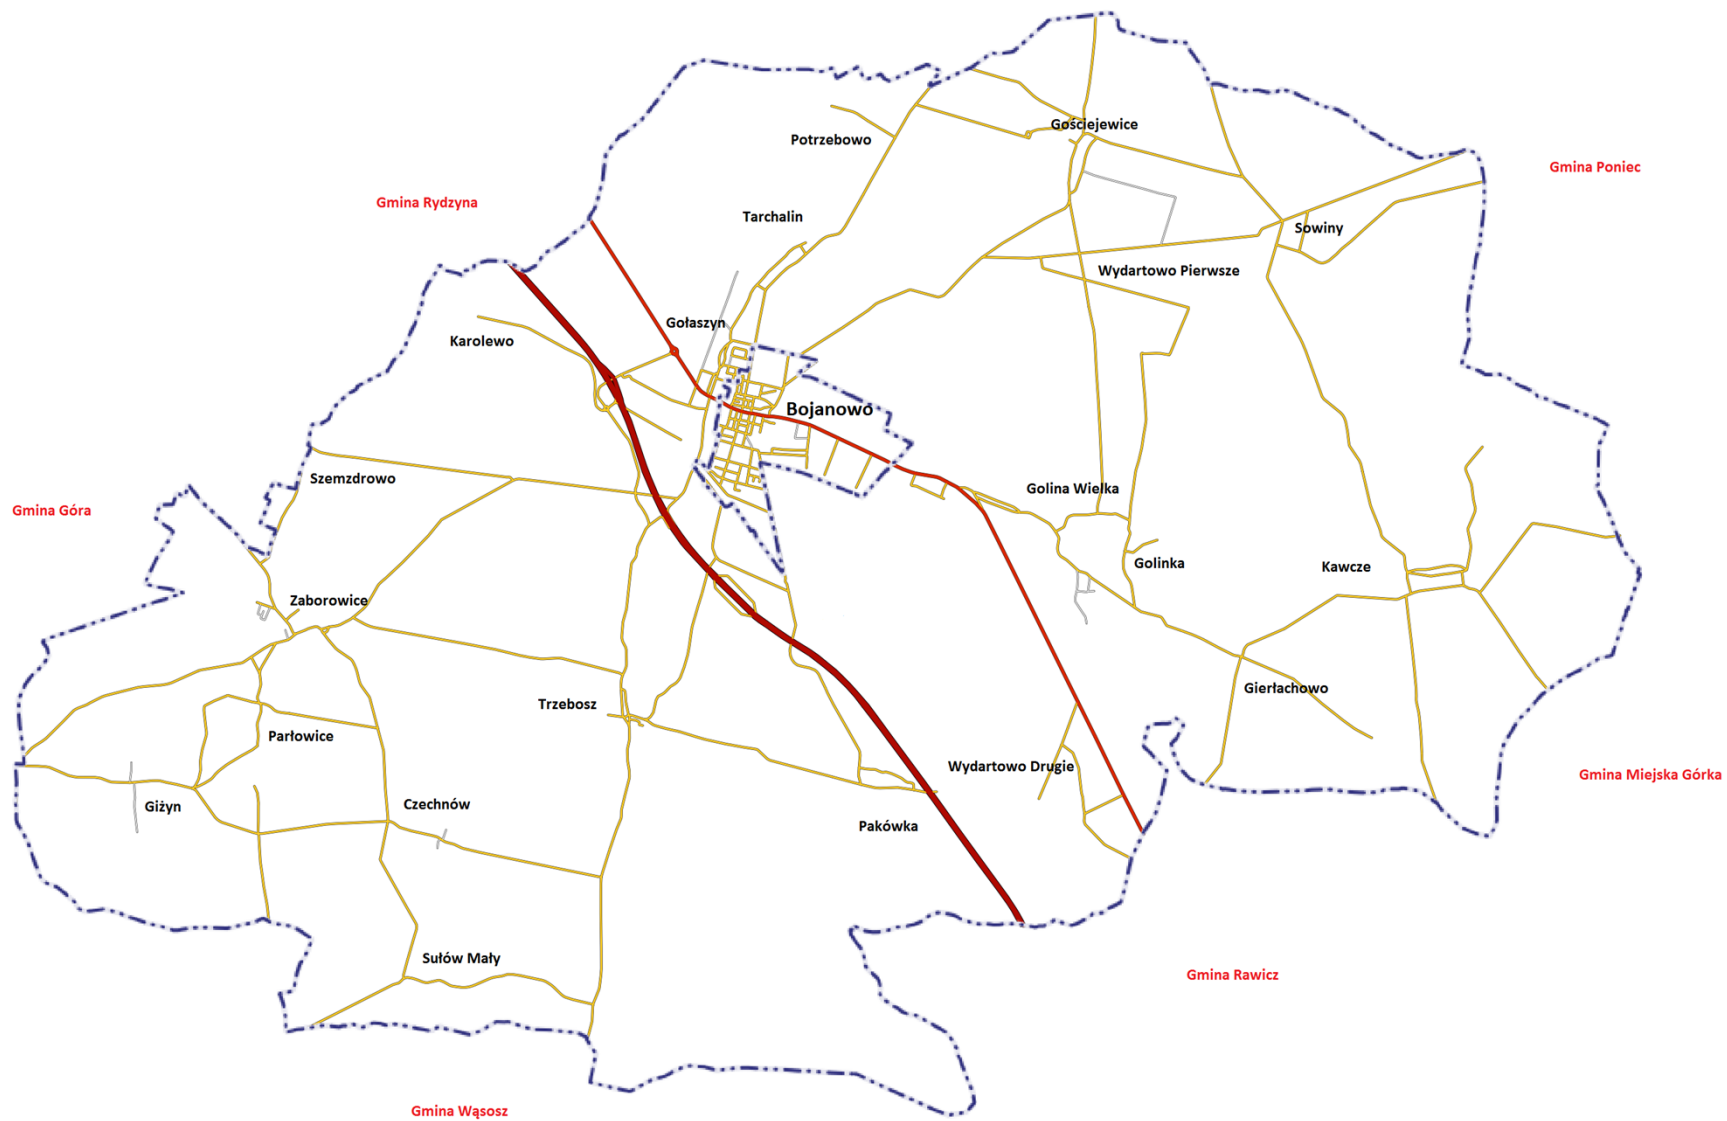 Gościejewice
Potrzebowo
Gmina Poniec
Gmina Rydzyna
Tarchalin
Sowiny
Wydartowo Pierwsze
Gołaszyn
Karolewo
Bojanowo
Szemzdrowo
Golina Wielka
Gmina Góra
Golinka
Kawcze
Zaborowice
Gierłachowo
Trzebosz
Parłowice
Wydartowo Drugie
Gmina Miejska Górka
Giżyn
Czechnów
Pakówka
Sułów Mały
Gmina Rawicz
Gmina Wąsosz